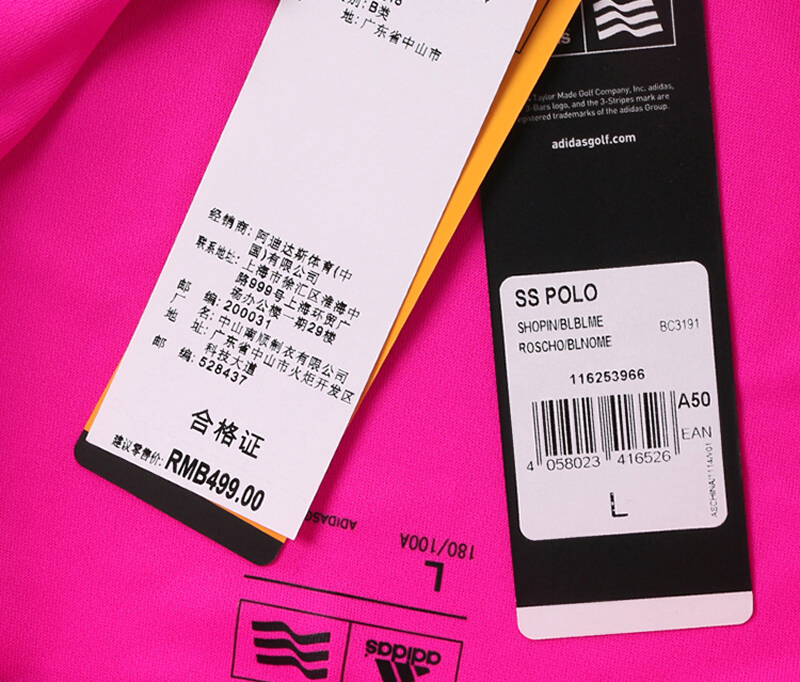 别: B类
地: 广东省中山市
经销商: 阿迪达斯体育(中
国)有限公司
联系地址: 上海市徐汇区淮海中
路999号上海环贸广
场办公楼二期29楼
邮 编: 200031
厂 名: 中山南顺制衣有限公司
地 址: 广东省中山市火炬开发区
科技大道
邮 编: 528437
合格证
建议零售价: RMB499.00
Taylor Made Golf Company, Inc. adidas,
3-Bars logo, and the 3-Stripes mark are
registered trademarks of the adidas Group.
adidasgolf.com
SS POLO
SHOPIN/BLBLME BC3191
ROSCHO/BLNOME
116253966
A50
EAN
4 058023 416526
L
180/100A
L
adidas